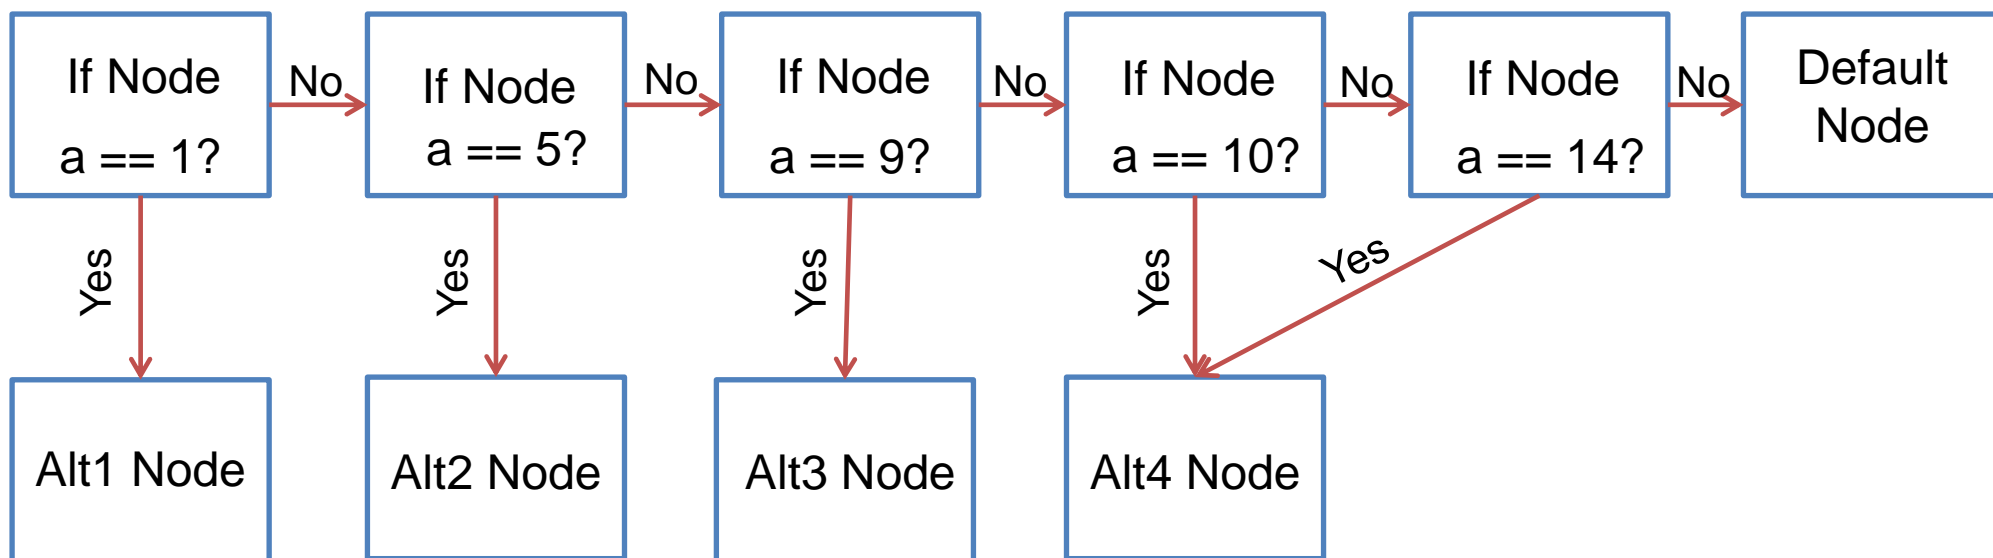 If Node
a == 1?
No
If Node
a == 5?
No
If Node
a == 9?
No
If Node
a == 10?
No
If Node
a == 14?
No
Default
Node
Yes
Yes
Yes
Yes
Yes
Alt1 Node
Alt2 Node
Alt3 Node
Alt4 Node